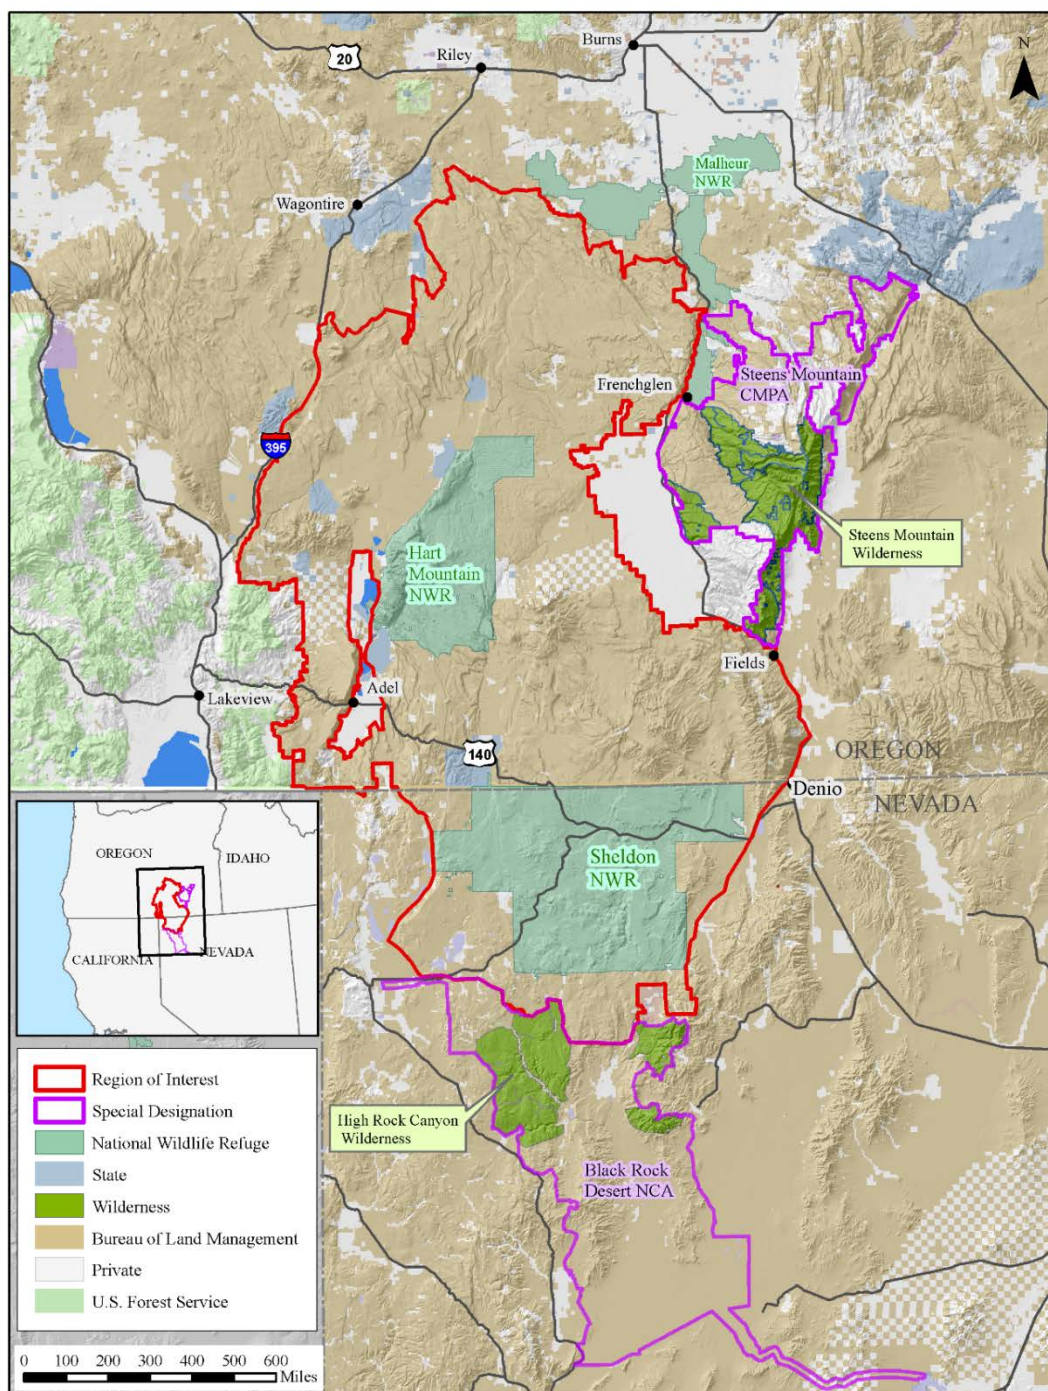 Burns
N
20
Riley
Malheur
NWR
Wagontire
Frenchglen
Steens Mountain
CMPA
395
Steens Mountain
Wilderness
Hart
Mountain
NWR
Fields
Lakeview
Adel
140
OREGON
Denio
NEVADA
OREGON
IDAHO
Sheldon
NWR
CALIFORNIA
NEVADA
Region of Interest
Special Designation
National Wildlife Refuge
State
Wilderness
Bureau of Land Management
Private
U.S. Forest Service
0 100 200 300 400 500 600
Miles
High Rock Canyon
Wilderness
Black Rock
Desert NCA